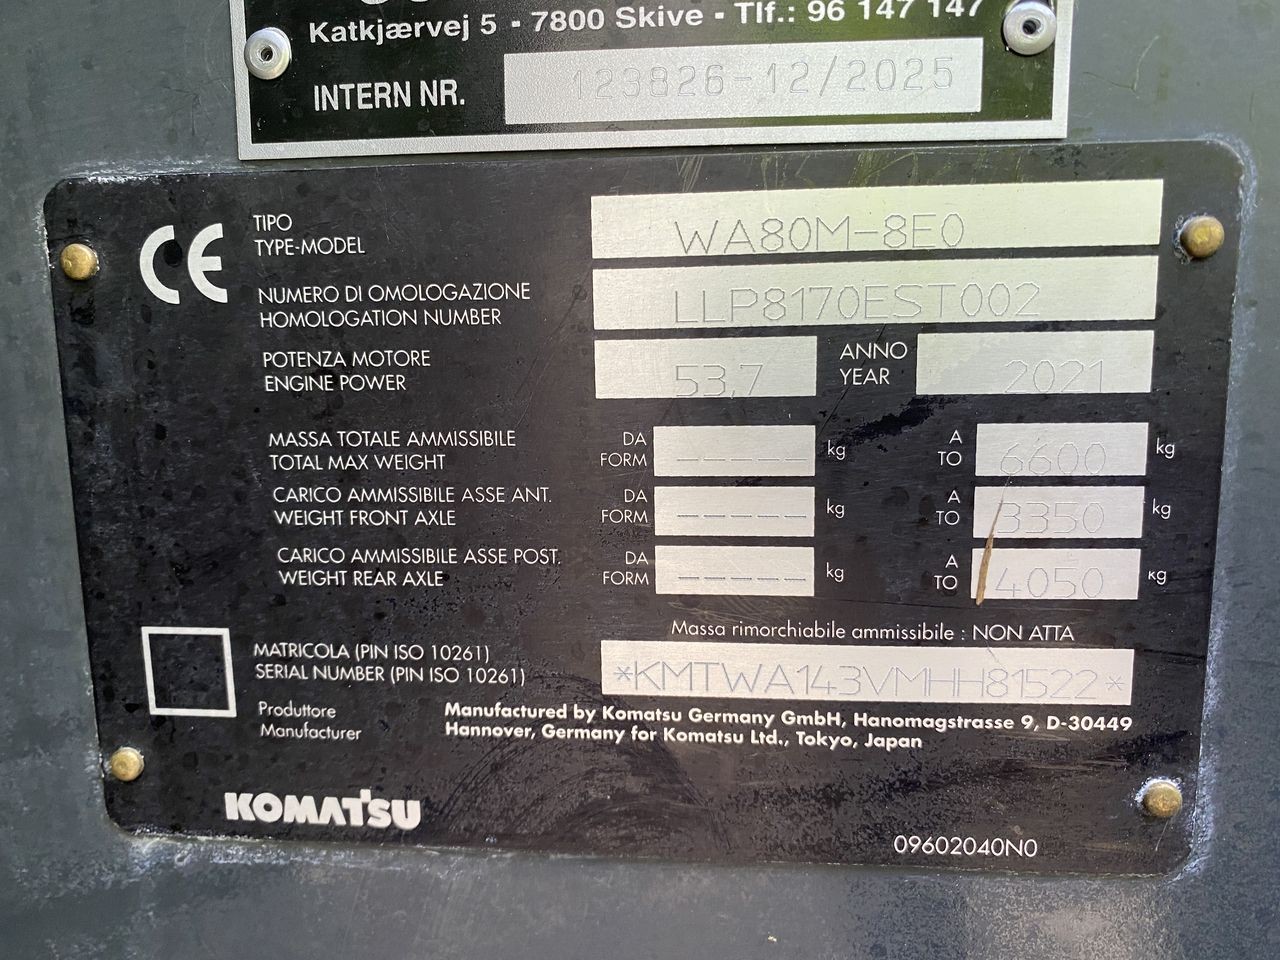 Katkjærvej 5 - 7800 Skive - Tlf.: 96 147 147
INTERN NR. 123826-12/2025
CE
TIPO
TYPE-MODEL
WA80M-8E0
NUMERO DI OMOLOGAZIONE
HOMOLOGATION NUMBER
LLP8170EST002
POTENZA MOTORE
ENGINE POWER
53,7
ANNO
YEAR
2021
MASSA TOTALE AMMISSIBILE
TOTAL MAX WEIGHT
DA
FORM
----- kg
A
TO
6600 kg
CARICO AMMISSIBILE ASSE ANT.
WEIGHT FRONT AXLE
DA
FORM
----- kg
A
TO
3350 kg
CARICO AMMISSIBILE ASSE POST.
WEIGHT REAR AXLE
DA
FORM
----- kg
A
TO
4050 kg
Massa rimorchiabile ammissibile : NON ATTA
MATRICOLA (PIN ISO 10261)
SERIAL NUMBER (PIN ISO 10261)
*KMTWA143VMHH81522*
Produttore
Manufacturer
Manufactured by Komatsu Germany GmbH, Hanomagstrasse 9, D-30449
Hannover, Germany for Komatsu Ltd., Tokyo, Japan
KOMATSU
09602040N0